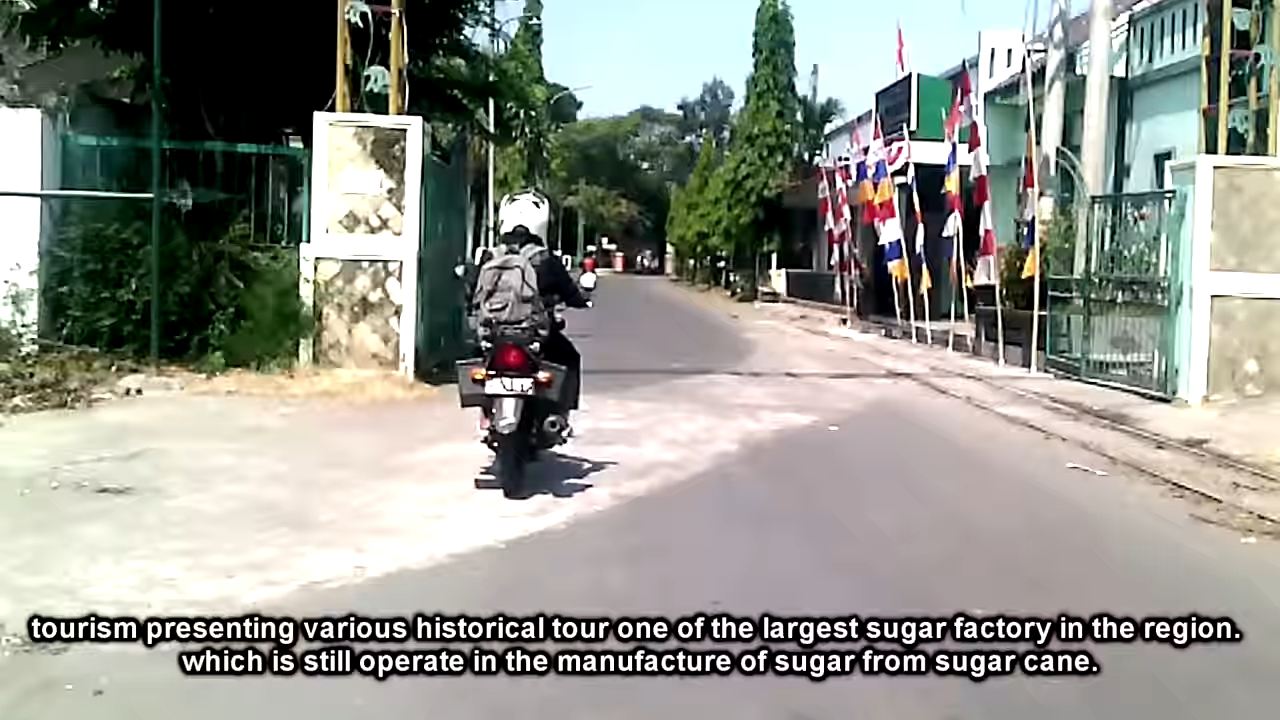 tourism presenting various historical tour one of the largest sugar factory in the region.
which is still operate in the manufacture of sugar from sugar cane.